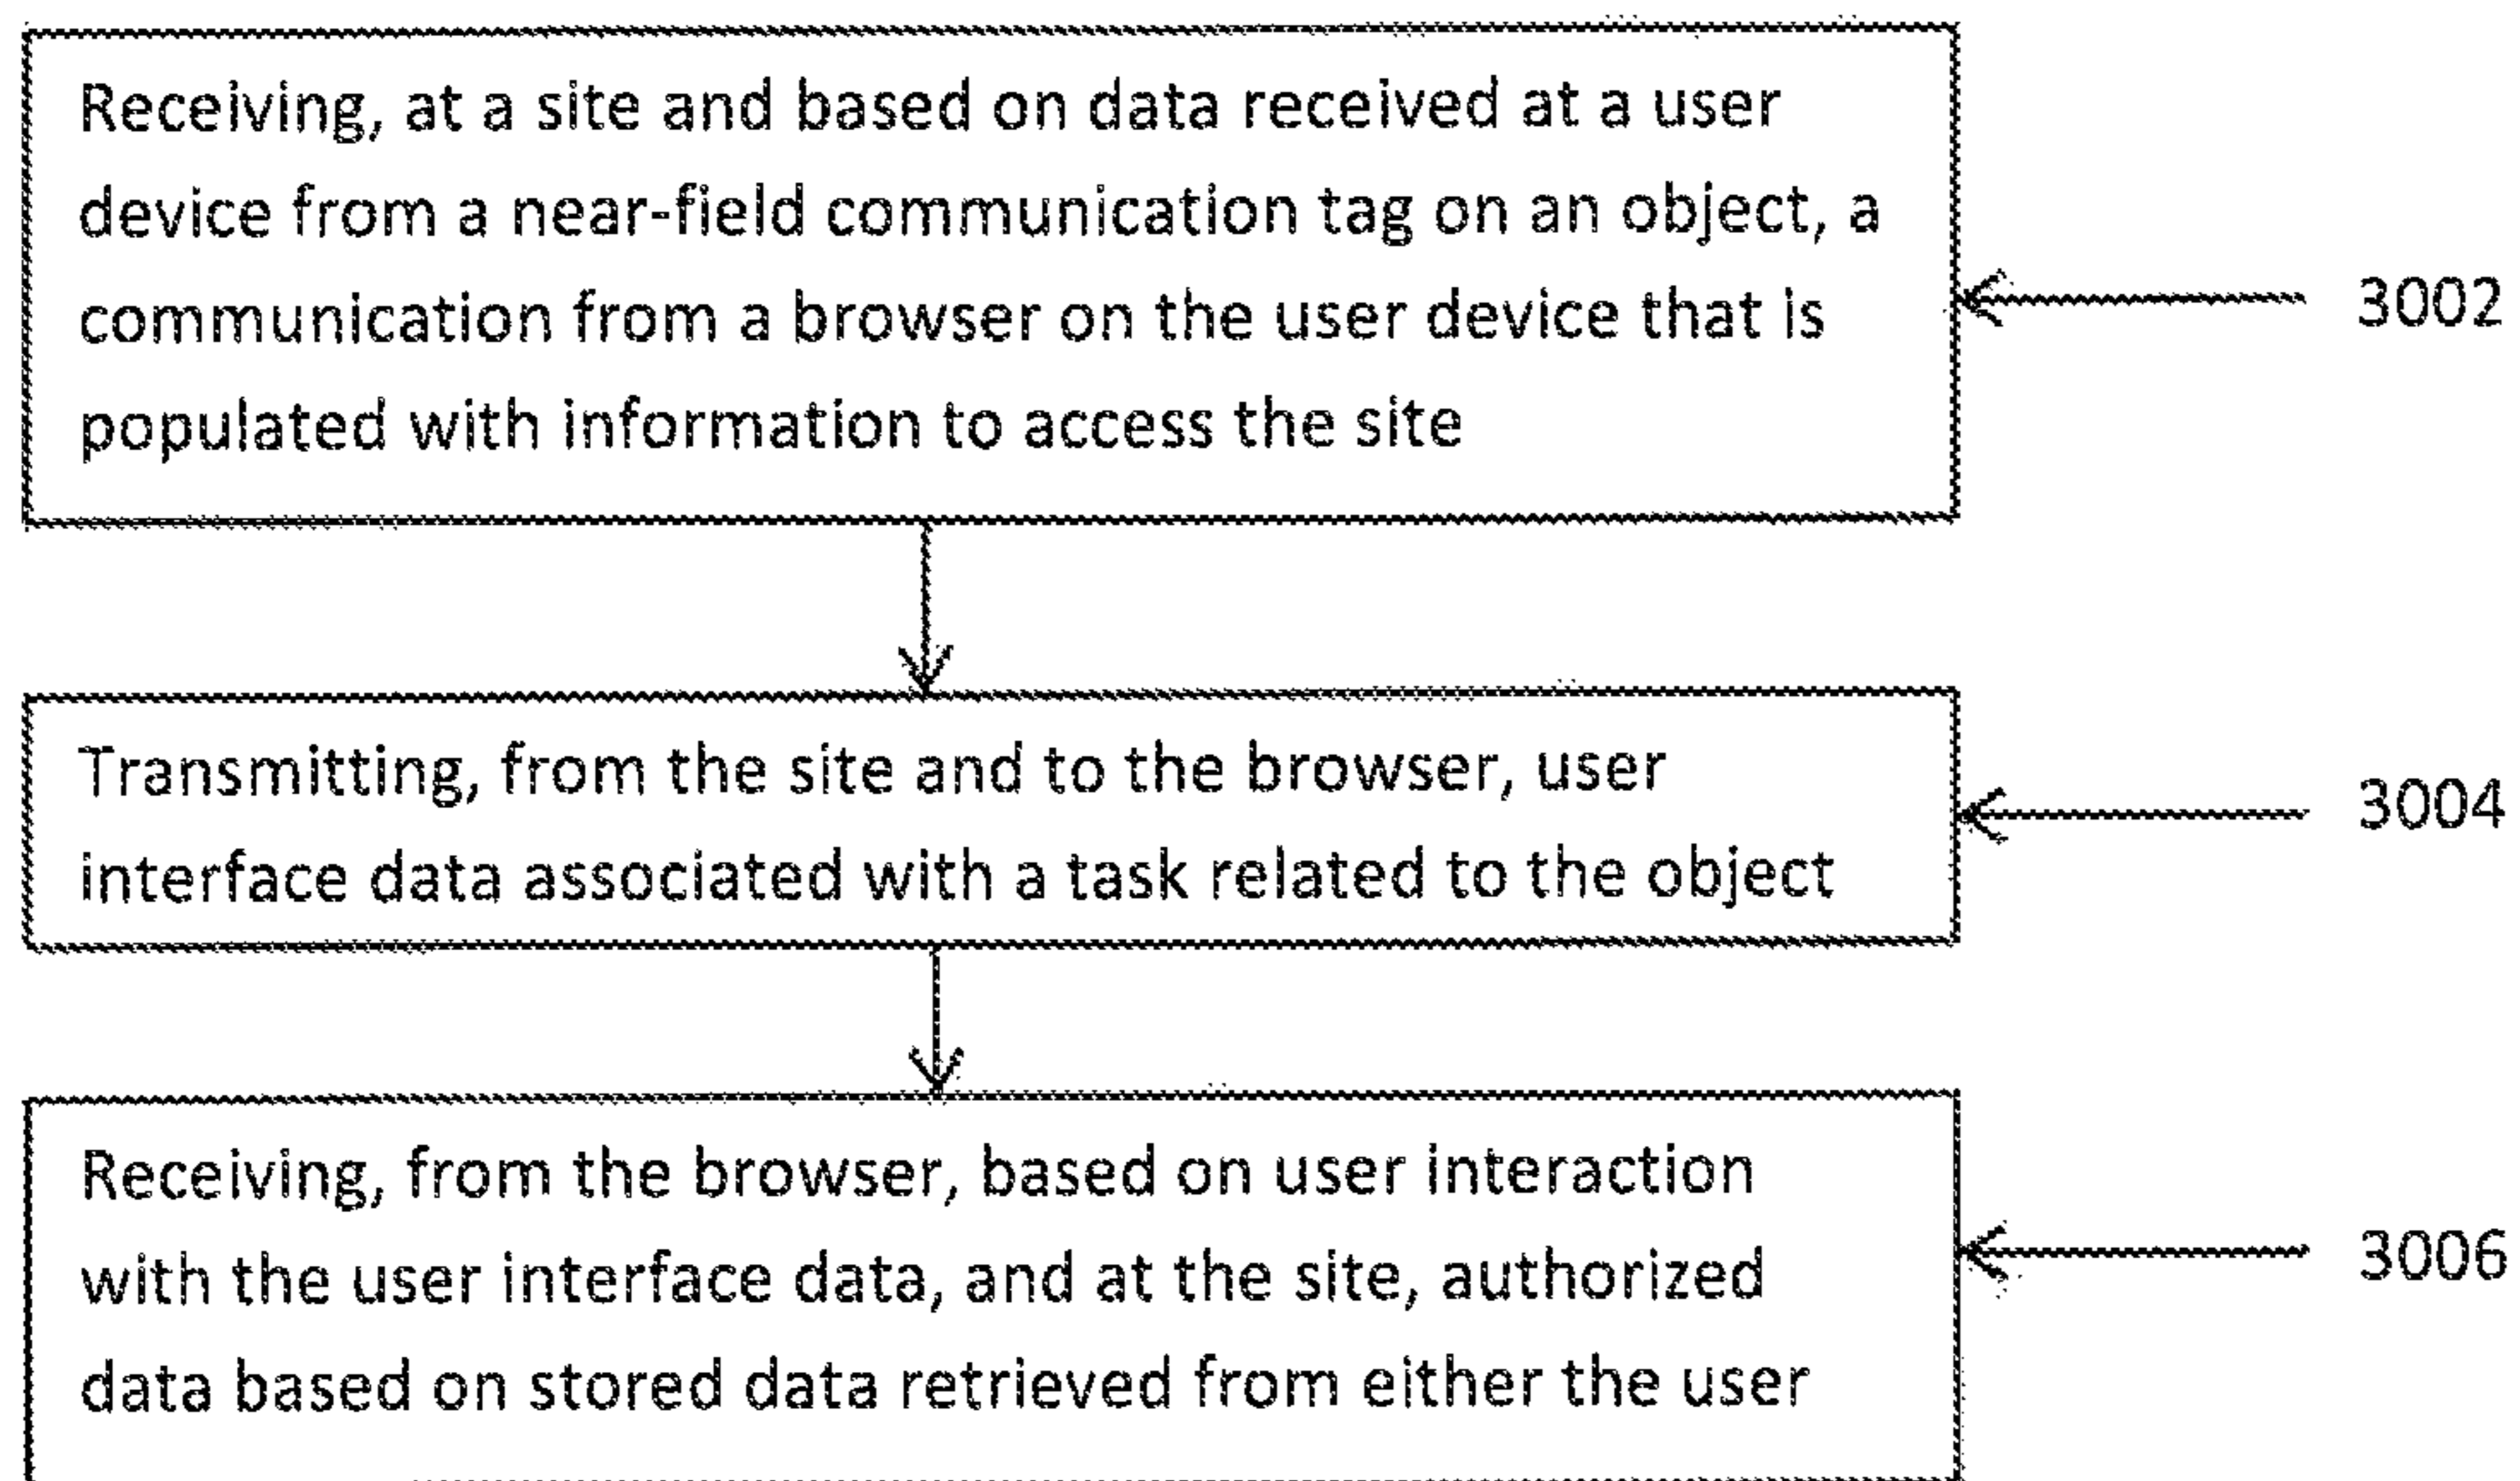 Receiving, at a site and based on data received at a user
device from a near-field communication tag on an object, a
communication from a browser on the user device that is
populated with information to access the site
3002
Transmitting, from the site and to the browser, user
interface data associated with a task related to the object
3004
Receiving, from the browser, based on user interaction
with the user interface data, and at the site, authorized
data based on stored data retrieved from either the user
3006